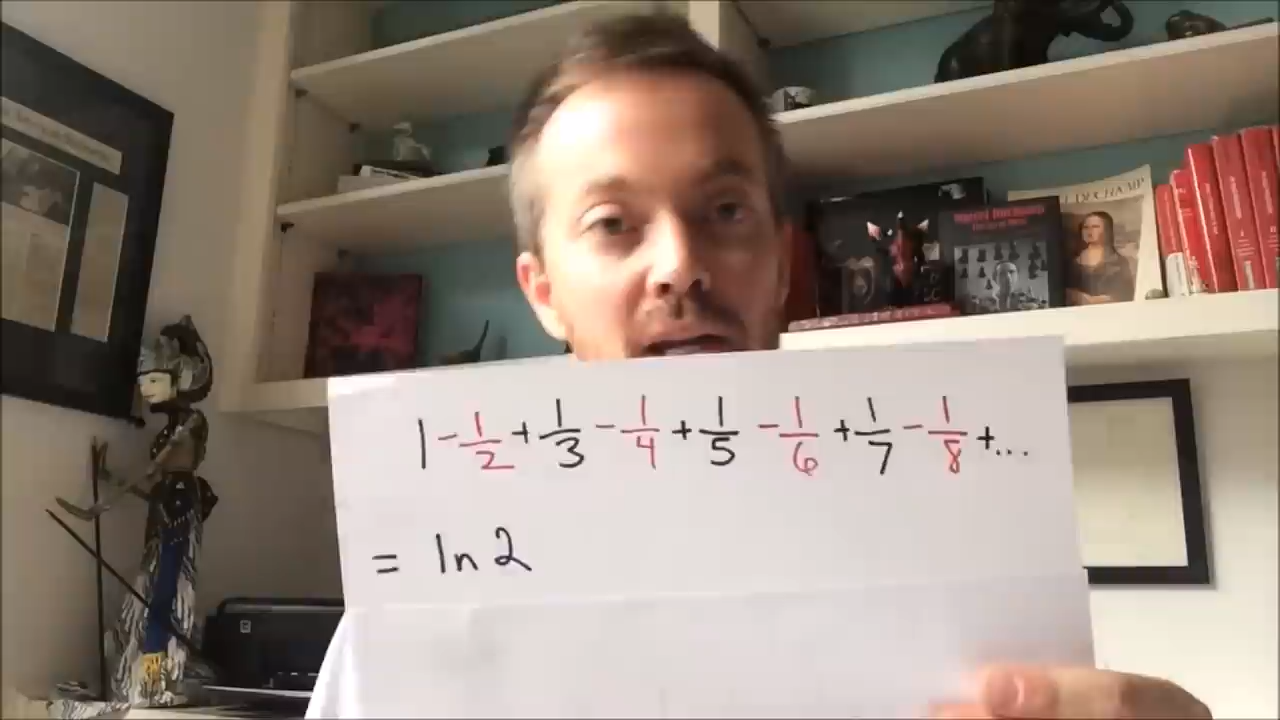 1 - 1/2 + 1/3 - 1/4 + 1/5 - 1/6 + 1/7 - 1/8 + ...
= ln 2